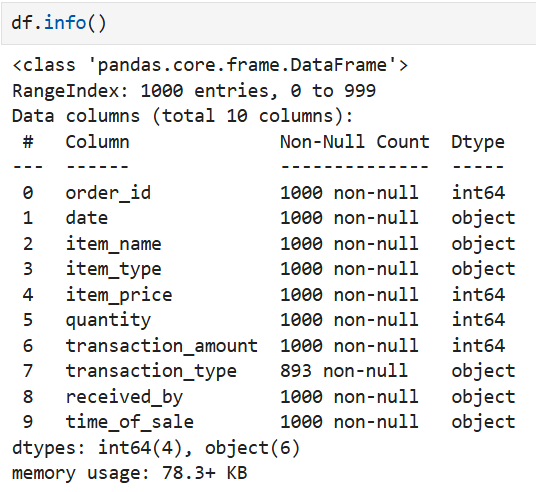 df.info()
<class 'pandas.core.frame.DataFrame'>
RangeIndex: 1000 entries, 0 to 999
Data columns (total 10 columns):
 #   Column              Non-Null Count  Dtype
---  ------              --------------  -----
 0   order_id            1000 non-null   int64
 1   date                1000 non-null   object
 2   item_name           1000 non-null   object
 3   item_type           1000 non-null   object
 4   item_price          1000 non-null   int64
 5   quantity            1000 non-null   int64
 6   transaction_amount  1000 non-null   int64
 7   transaction_type    893 non-null    object
 8   received_by         1000 non-null   object
 9   time_of_sale        1000 non-null   object
dtypes: int64(4), object(6)
memory usage: 78.3+ KB